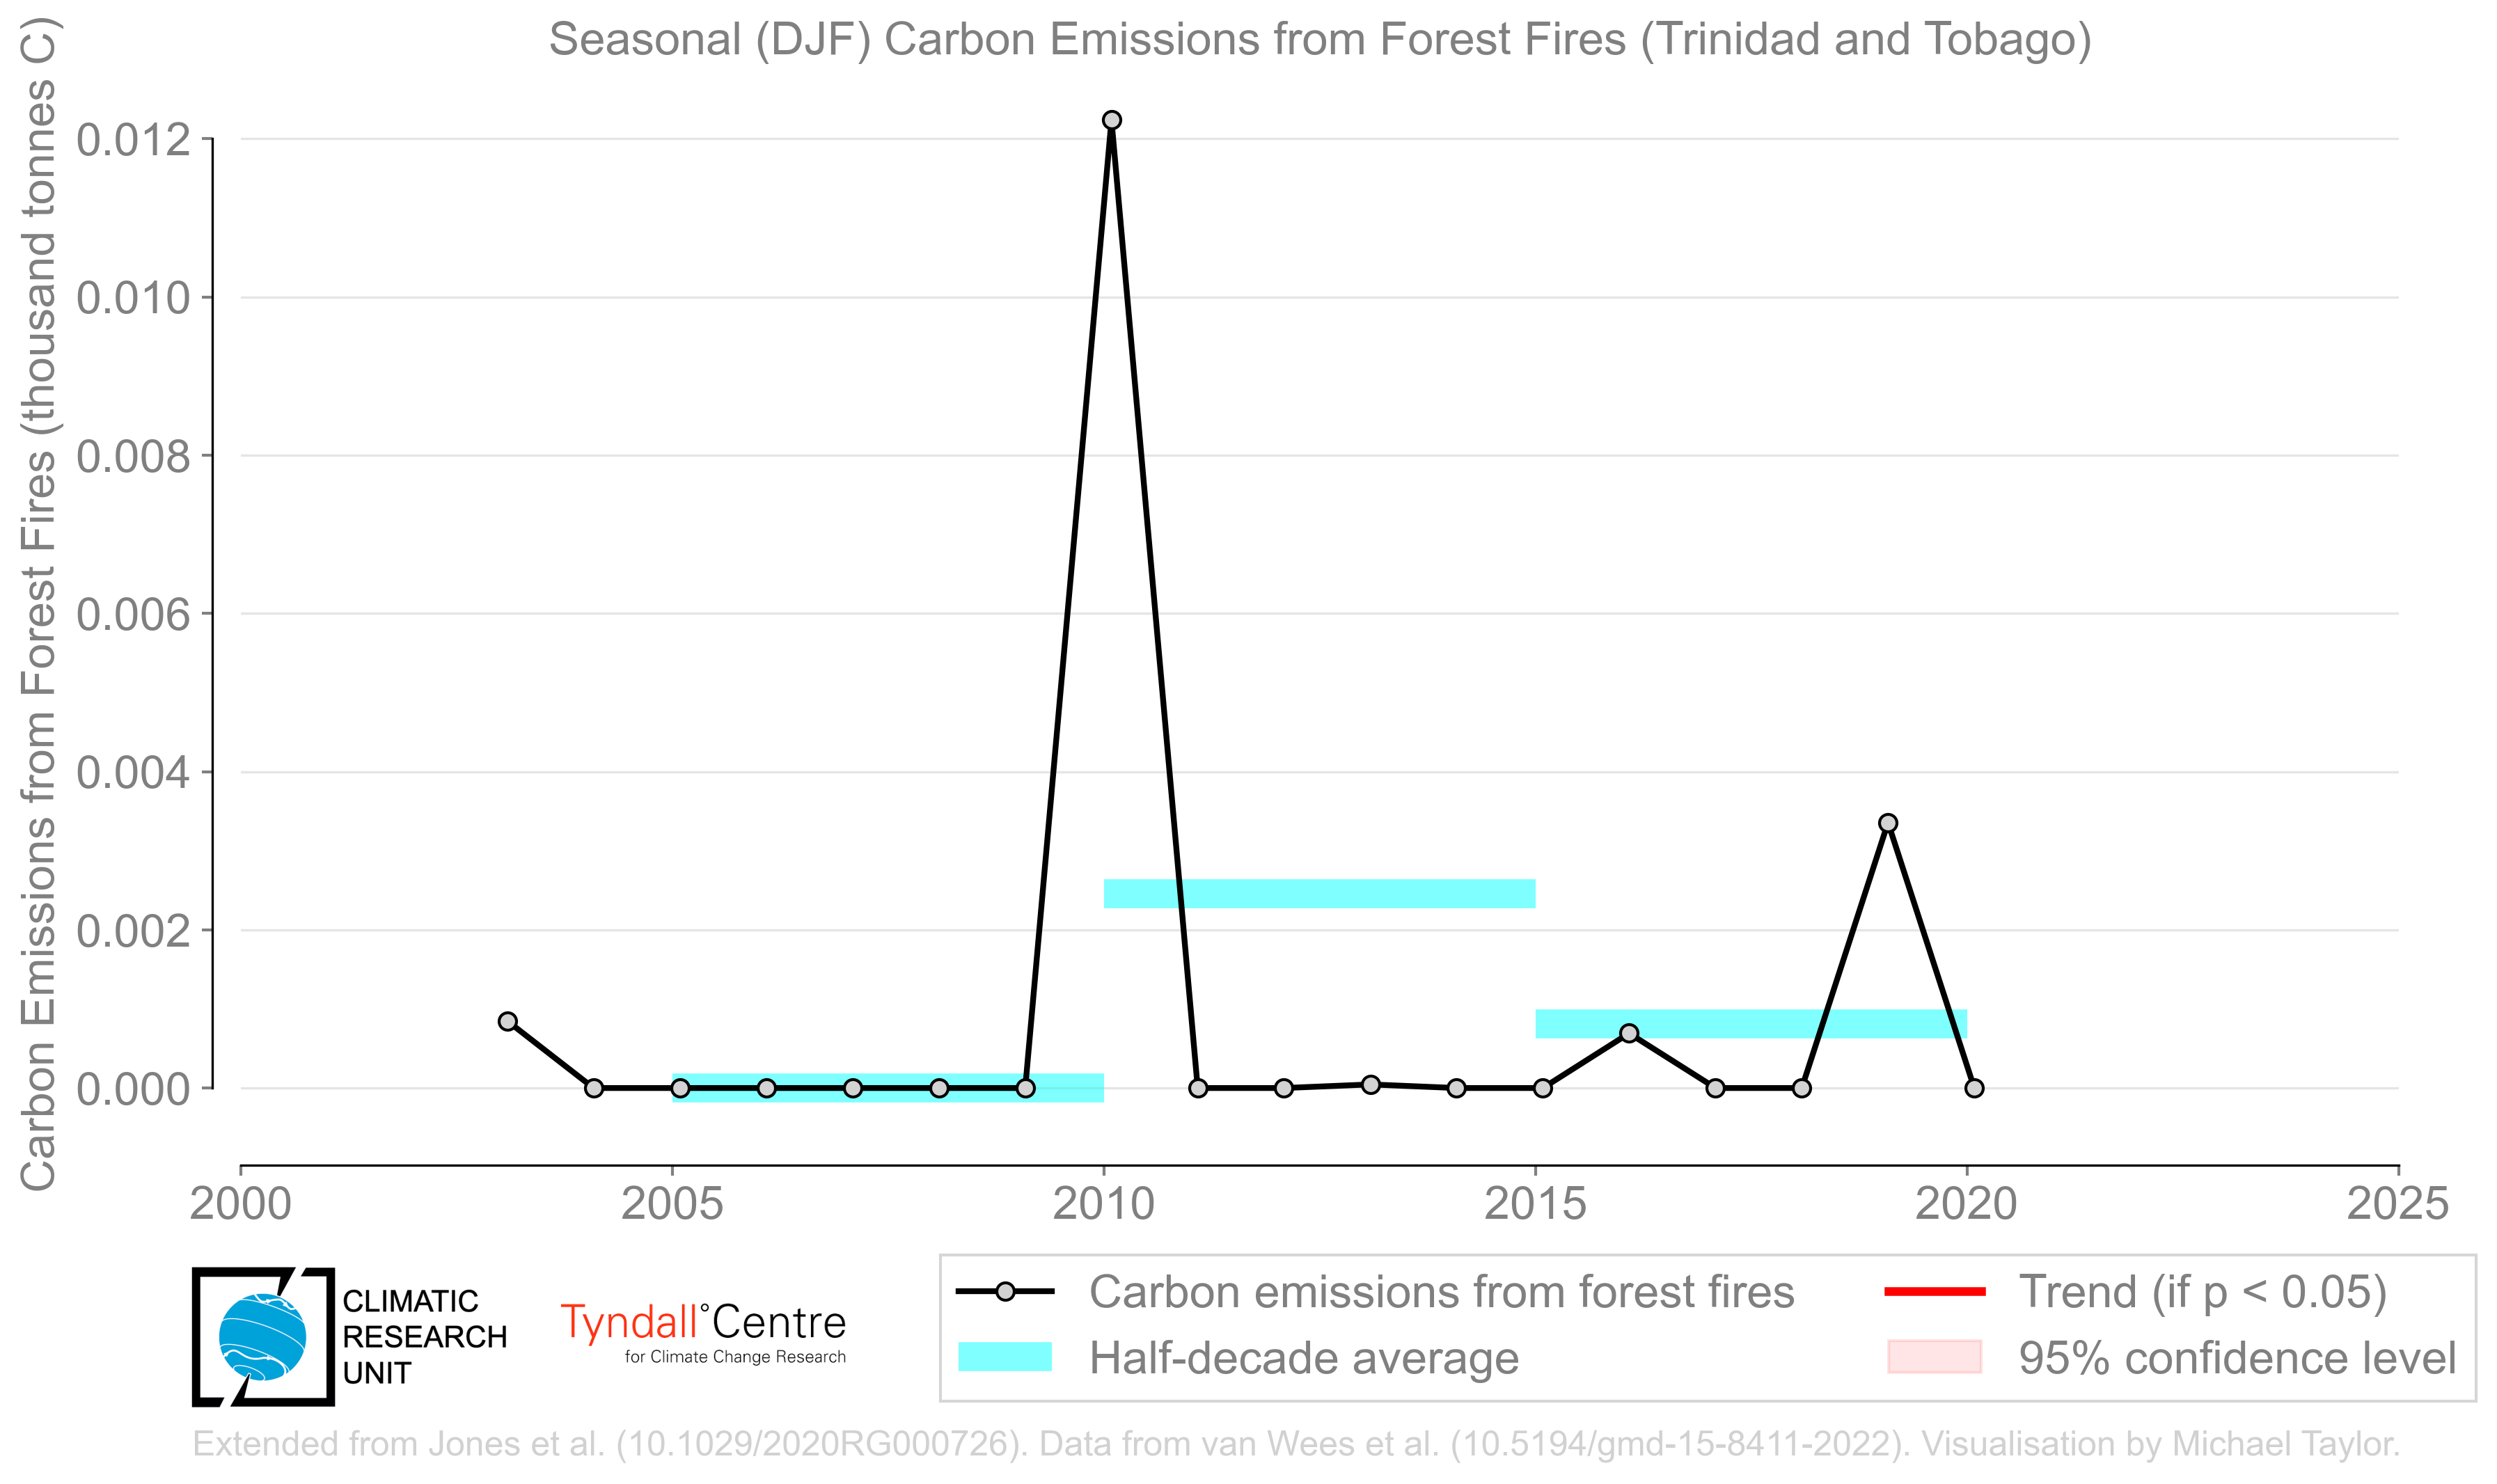 Seasonal (DJF) Carbon Emissions from Forest Fires (Trinidad and Tobago)
Carbon Emissions from Forest Fires (thousand tonnes C)
0.012
0.010
0.008
0.006
0.004
0.002
0.000
2000 2005 2010 2015 2020 2025
CLIMATIC
RESEARCH
UNIT
Tyndall°Centre
for Climate Change Research
Carbon emissions from forest fires
Half-decade average
Trend (if p < 0.05)
95% confidence level
Extended from Jones et al. (10.1029/2020RG000726). Data from van Wees et al. (10.5194/gmd-15-8411-2022). Visualisation by Michael Taylor.